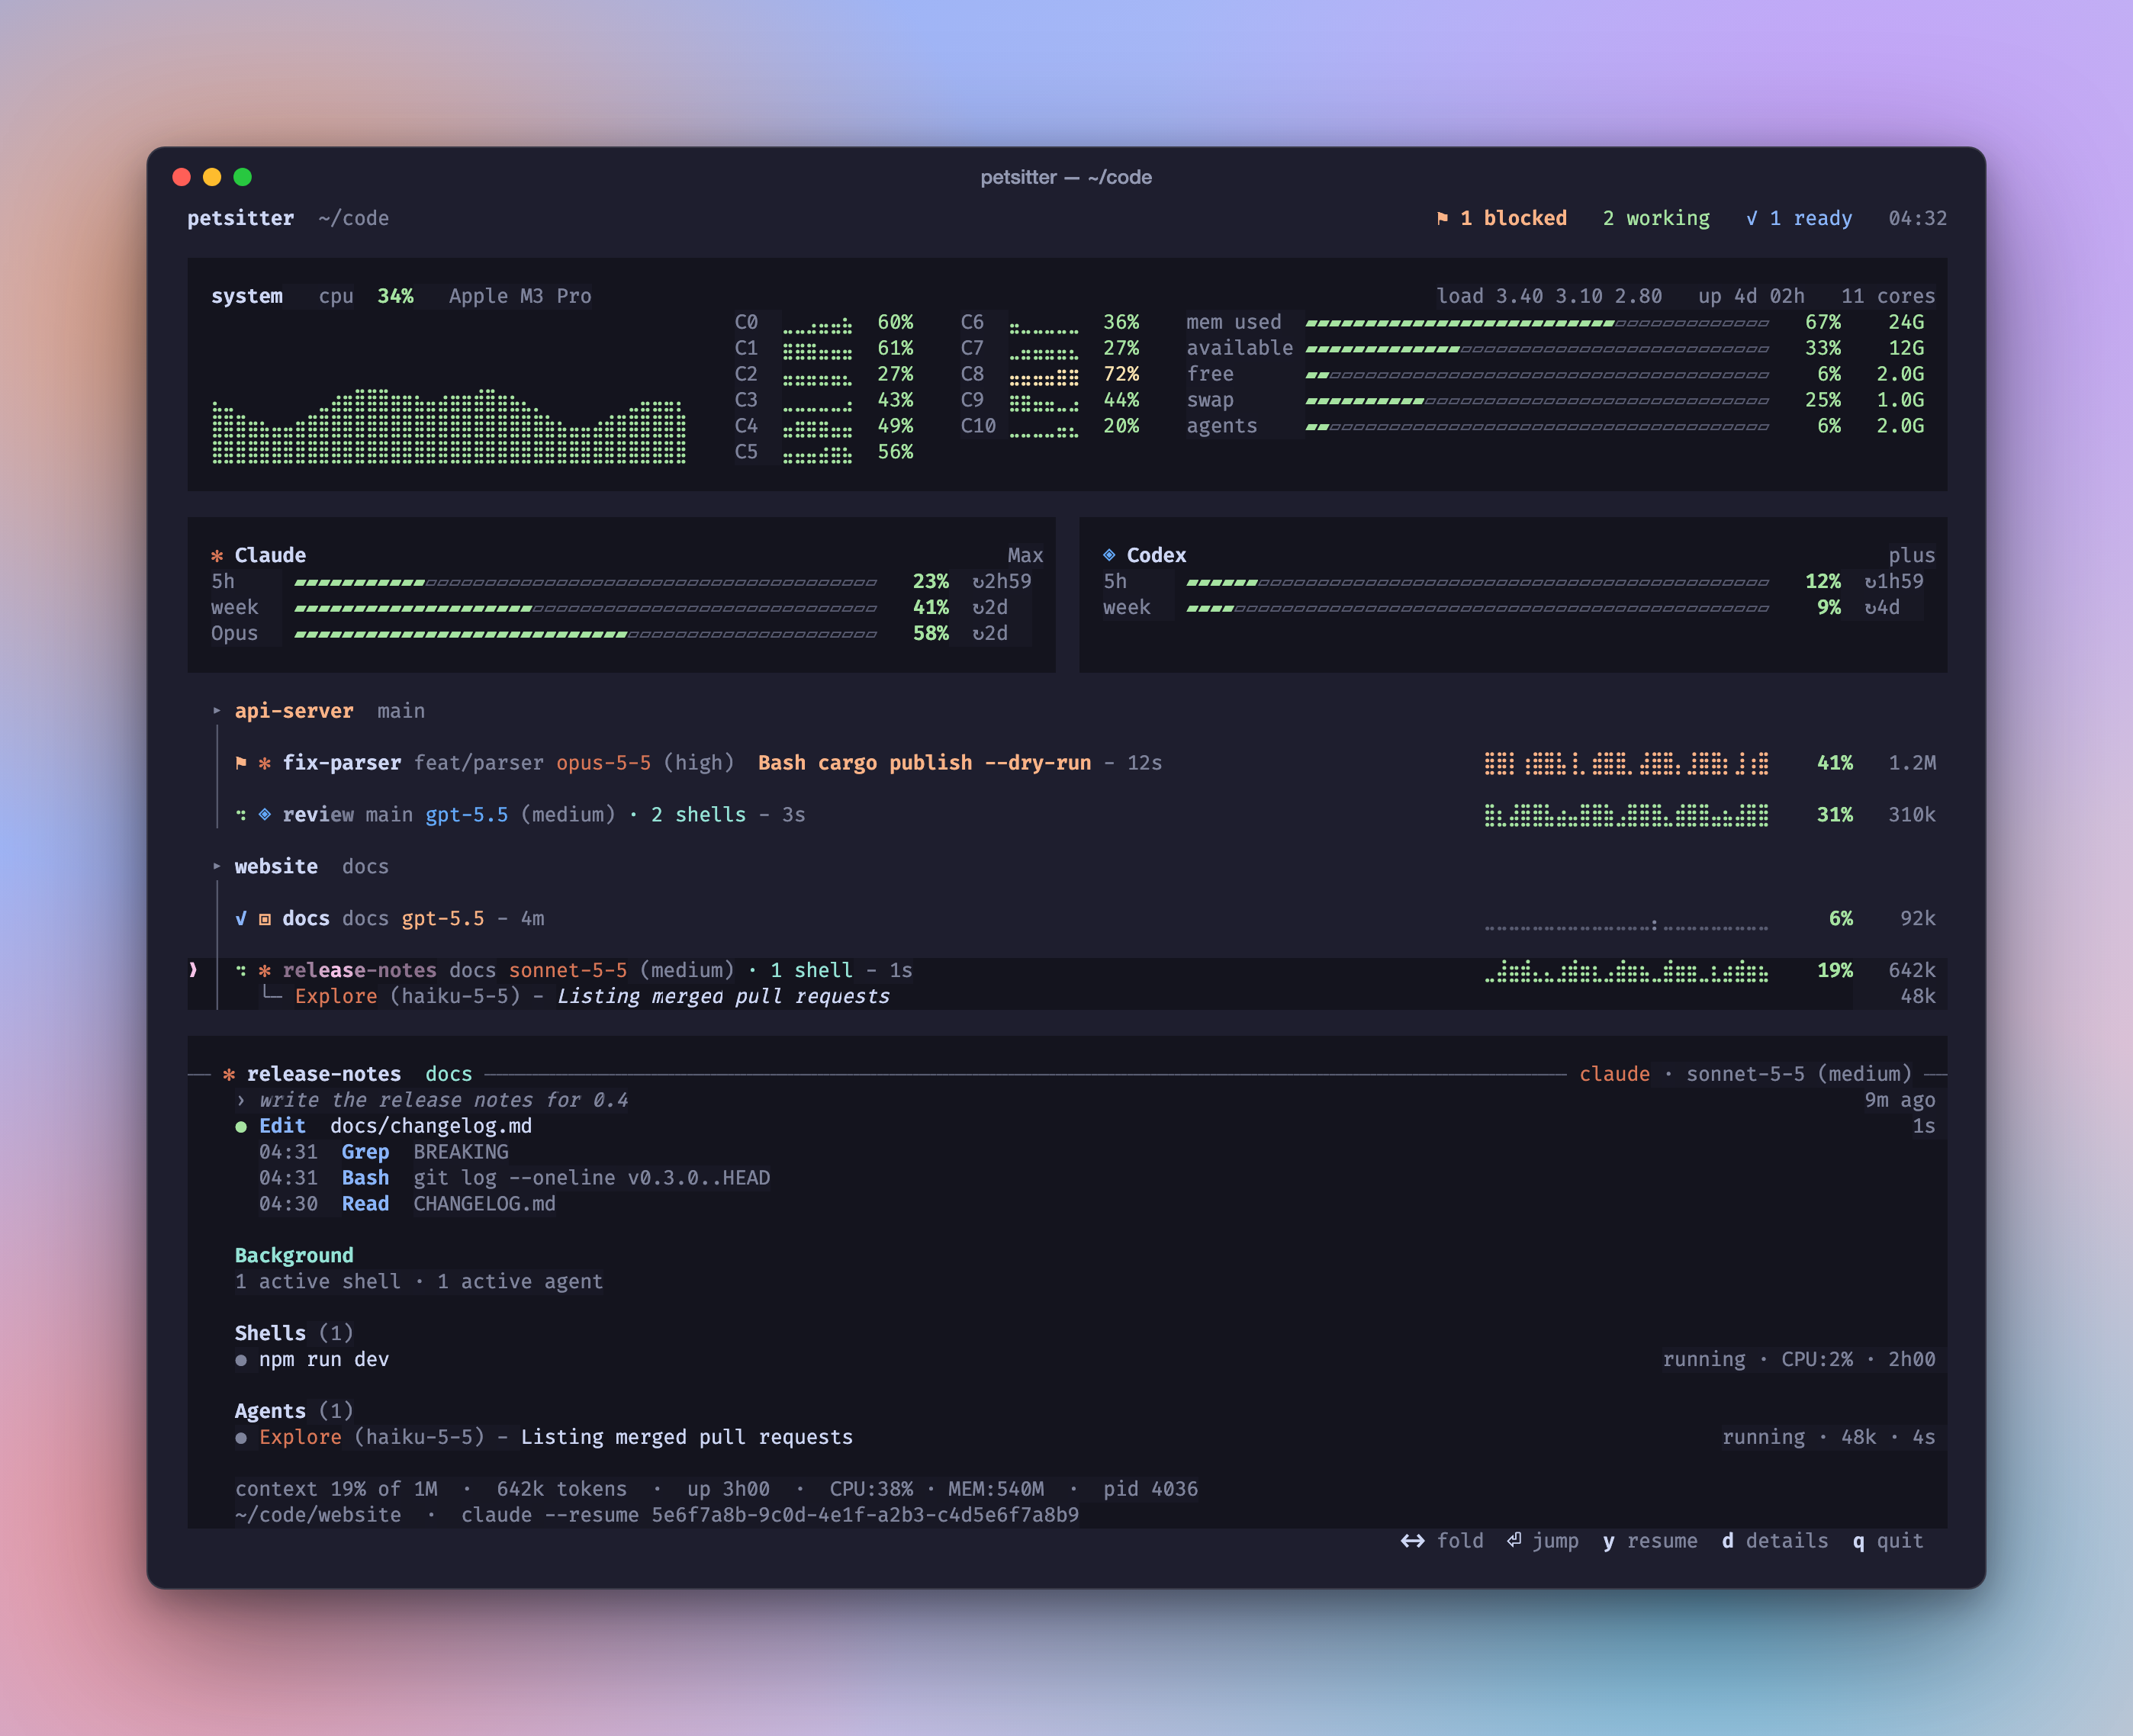 petsitter — ~/code
petsitter ~/code ⚑ 1 blocked 2 working √ 1 ready 04:32
system cpu 34% Apple M3 Pro load 3.40 3.10 2.80 up 4d 02h 11 cores
C0 60% C6 36% mem used 67% 24G
C1 61% C7 27% available 33% 12G
C2 27% C8 72% free 6% 2.0G
C3 43% C9 44% swap 25% 1.0G
C4 49% C10 20% agents 6% 2.0G
C5 56%
✻ Claude Max
5h 23% ↻2h59
week 41% ↻2d
Opus 58% ↻2d
◈ Codex plus
5h 12% ↻1h59
week 9% ↻4d
▸ api-server main
⚑ ✻ fix-parser feat/parser opus-5-5 (high) Bash cargo publish --dry-run – 12s 41% 1.2M
◈ review main gpt-5.5 (medium) · 2 shells – 3s 31% 310k
▸ website docs
√ ▣ docs docs gpt-5.5 – 4m 6% 92k
❫ ✻ release-notes docs sonnet-5-5 (medium) · 1 shell – 1s 19% 642k
└─ Explore (haiku-5-5) – Listing merged pull requests 48k
✻ release-notes docs claude · sonnet-5-5 (medium)
› write the release notes for 0.4 9m ago
● Edit docs/changelog.md 1s
04:31 Grep BREAKING
04:31 Bash git log --oneline v0.3.0..HEAD
04:30 Read CHANGELOG.md
Background
1 active shell · 1 active agent
Shells (1)
● npm run dev running · CPU:2% · 2h00
Agents (1)
● Explore (haiku-5-5) – Listing merged pull requests running · 48k · 4s
context 19% of 1M · 642k tokens · up 3h00 · CPU:38% · MEM:540M · pid 4036
~/code/website · claude --resume 5e6f7a8b-9c0d-4e1f-a2b3-c4d5e6f7a8b9
↔ fold ⏎ jump y resume d details q quit